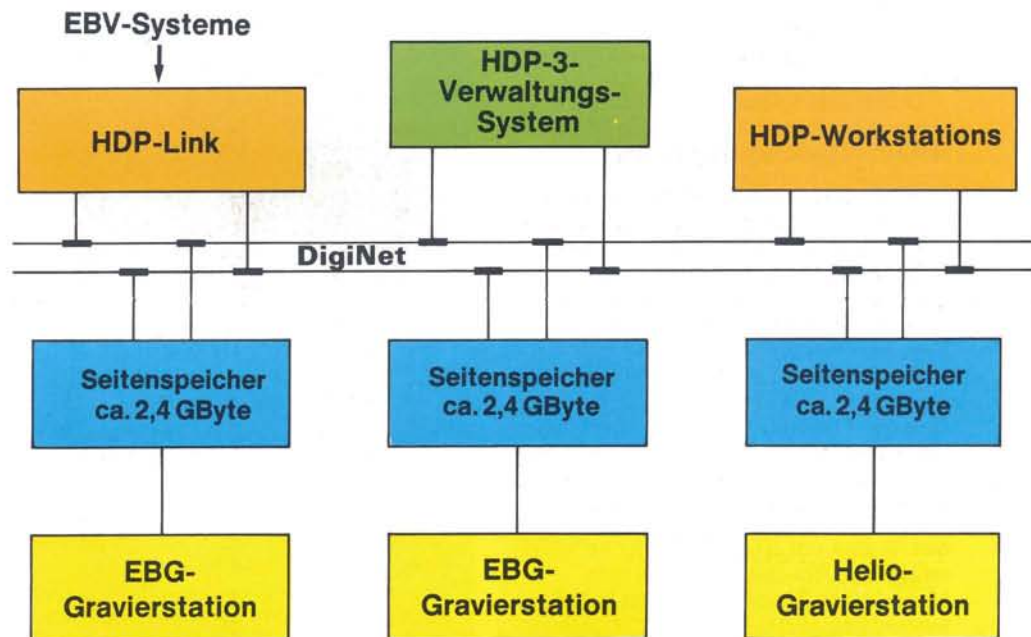 EBV-Systeme
HDP-Link
HDP-3-
Verwaltungs-
System
HDP-Workstations
DigiNet
Seitenspeicher
ca. 2,4 GByte
Seitenspeicher
ca. 2,4 GByte
Seitenspeicher
ca. 2,4 GByte
EBG-
Gravierstation
EBG-
Gravierstation
Helio-
Gravierstation